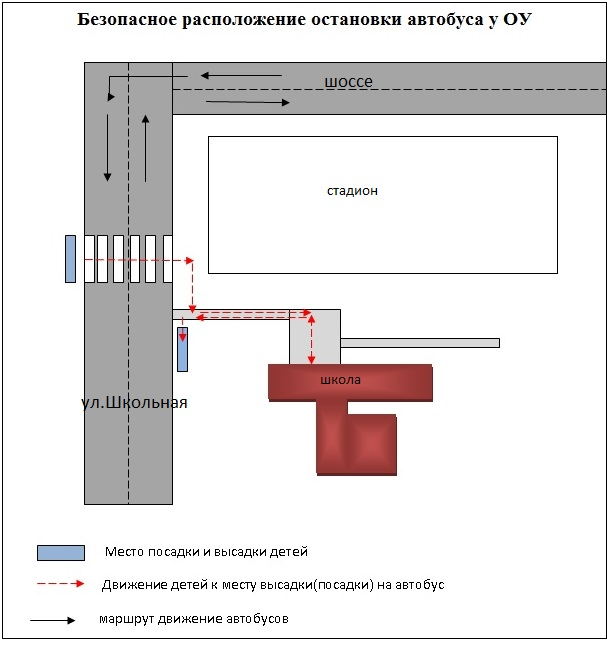 Безопасное расположение остановки автобуса у ОУ
шоссе
стадион
школа
ул.Школьная
Место посадки и высадки детей
Движение детей к месту высадки(посадки) на автобус
маршрут движение автобусов